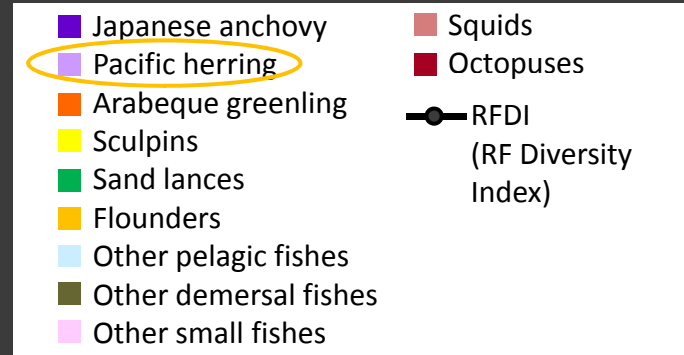 Japanese anchovy
Pacific herring
Arabeque greenling
Sculpins
Sand lances
Flounders
Other pelagic fishes
Other demersal fishes
Other small fishes
Squids
Octopuses
RFDI
(RF Diversity
Index)